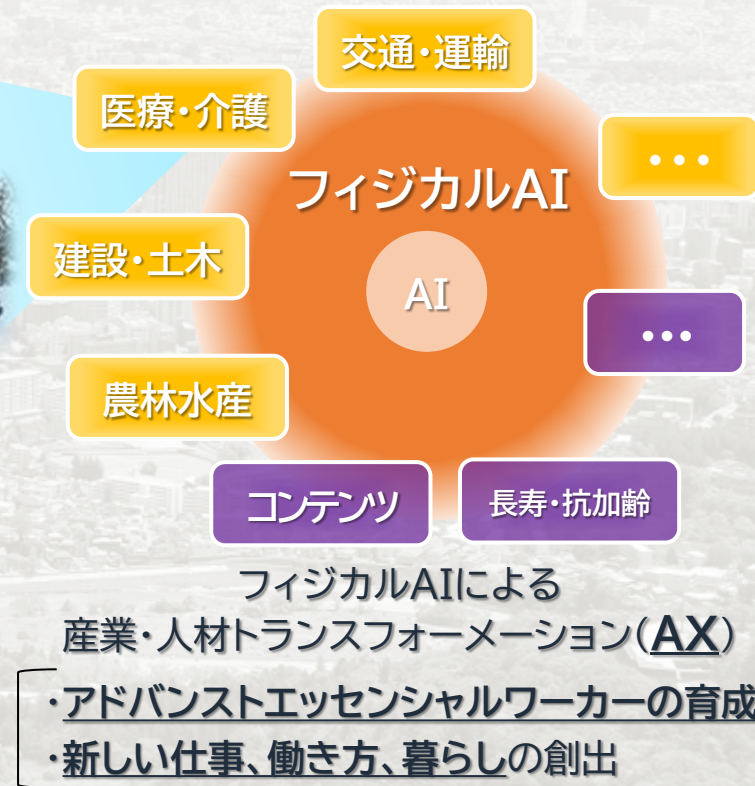 交通・運輸
医療・介護
・・・
フィジカルAI
建設・土木
AI
・・・
農林水産
コンテンツ
長寿・抗加齢
フィジカルAIによる
産業・人材トランスフォーメーション(AX)
・アドバンストエッセンシャルワーカーの育成
・新しい仕事、働き方、暮らしの創出